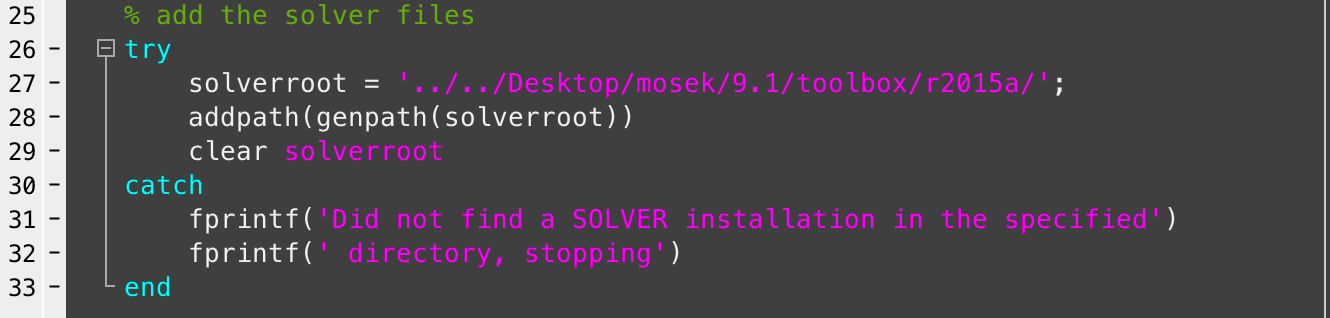 25 % add the solver files
26 - try
27 - solverroot = '../../Desktop/mosek/9.1/toolbox/r2015a/';
28 - addpath(genpath(solverroot))
29 - clear solverroot
30 - catch
31 - fprintf('Did not find a SOLVER installation in the specified')
32 - fprintf(' directory, stopping')
33 - end